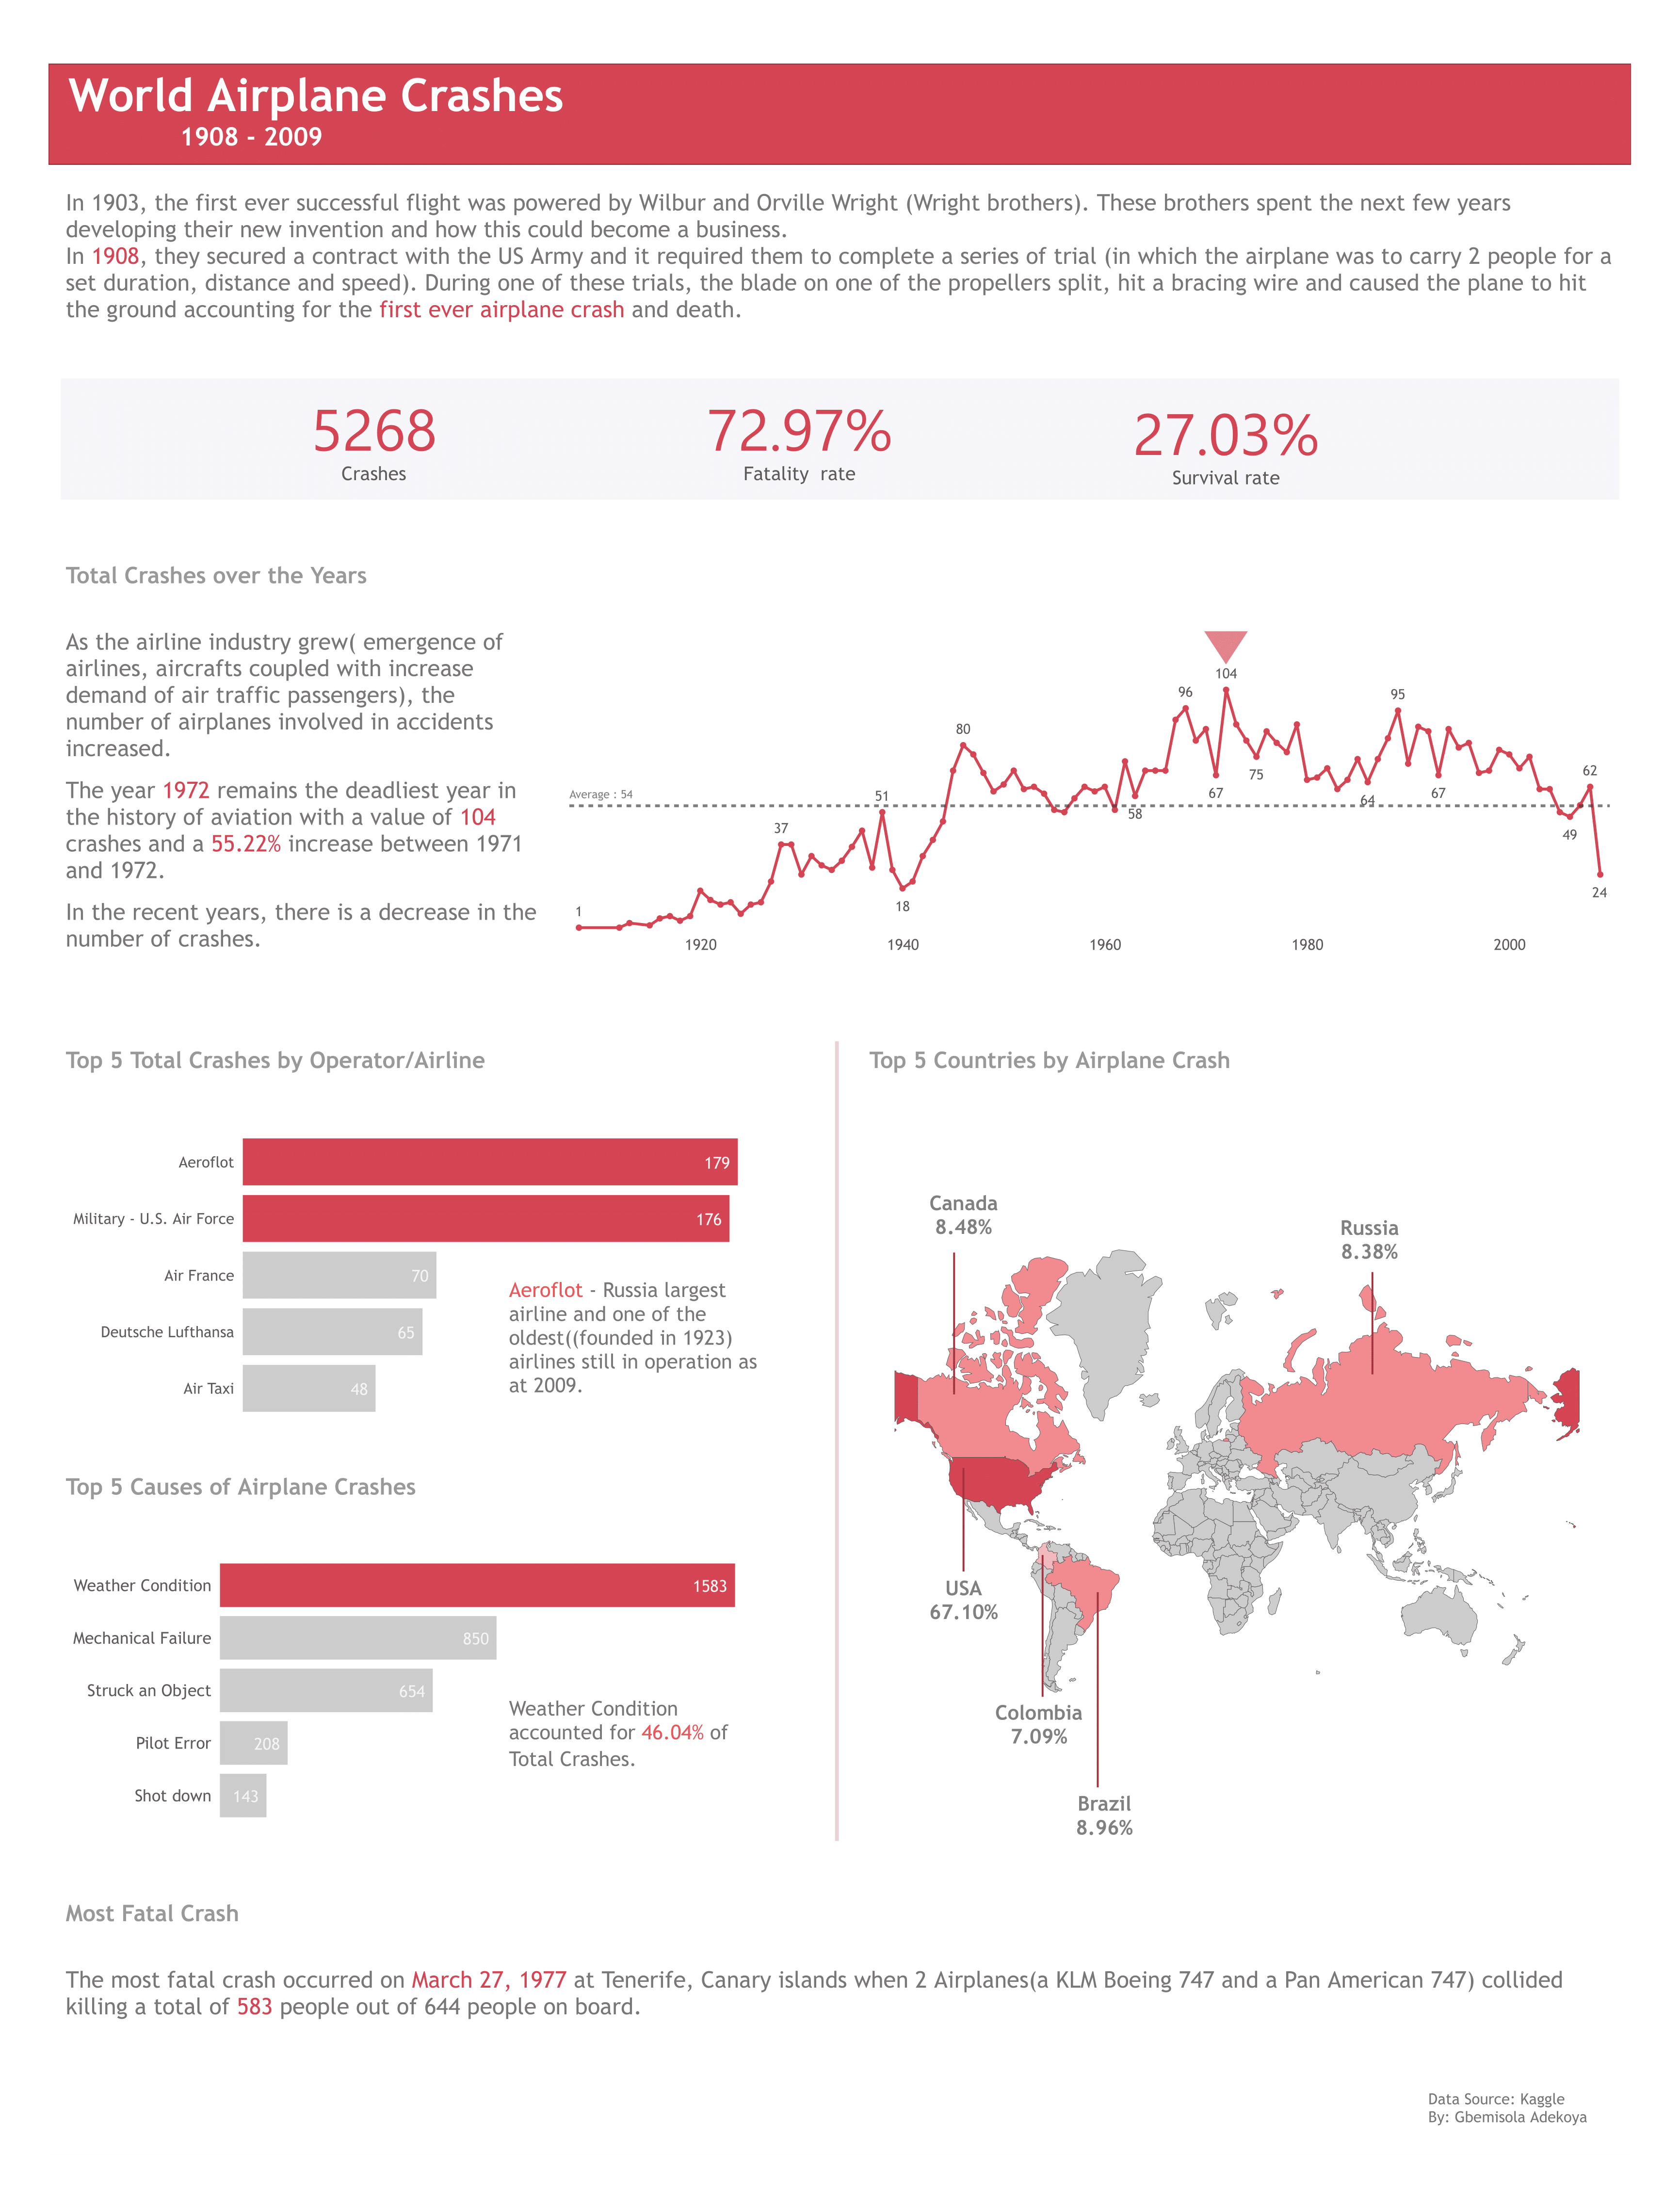 World Airplane Crashes
1908 - 2009
In 1903, the first ever successful flight was powered by Wilbur and Orville Wright (Wright brothers). These brothers spent the next few years
developing their new invention and how this could become a business.
In 1908, they secured a contract with the US Army and it required them to complete a series of trial (in which the airplane was to carry 2 people for a
set duration, distance and speed). During one of these trials, the blade on one of the propellers split, hit a bracing wire and caused the plane to hit
the ground accounting for the first ever airplane crash and death.
5268
Crashes
72.97%
Fatality  rate
27.03%
Survival rate
Total Crashes over the Years
As the airline industry grew( emergence of
airlines, aircrafts coupled with increase
demand of air traffic passengers), the
number of airplanes involved in accidents
increased.
The year 1972 remains the deadliest year in
the history of aviation with a value of 104
crashes and a 55.22% increase between 1971
and 1972.
In the recent years, there is a decrease in the
number of crashes.
Average : 54
1
37
51
18
80
58
96
67
104
75
64
95
67
49
62
24
1920
1940
1960
1980
2000
Top 5 Total Crashes by Operator/Airline
Aeroflot 179
Military - U.S. Air Force 176
Air France 70
Deutsche Lufthansa 65
Air Taxi 48
Aeroflot - Russia largest
airline and one of the
oldest((founded in 1923)
airlines still in operation as
at 2009.
Top 5 Causes of Airplane Crashes
Weather Condition 1583
Mechanical Failure 850
Struck an Object 654
Pilot Error 208
Shot down 143
Weather Condition
accounted for 46.04% of
Total Crashes.
Top 5 Countries by Airplane Crash
Canada
8.48%
Russia
8.38%
USA
67.10%
Colombia
7.09%
Brazil
8.96%
Most Fatal Crash
The most fatal crash occurred on March 27, 1977 at Tenerife, Canary islands when 2 Airplanes(a KLM Boeing 747 and a Pan American 747) collided
killing a total of 583 people out of 644 people on board.
Data Source: Kaggle
By: Gbemisola Adekoya